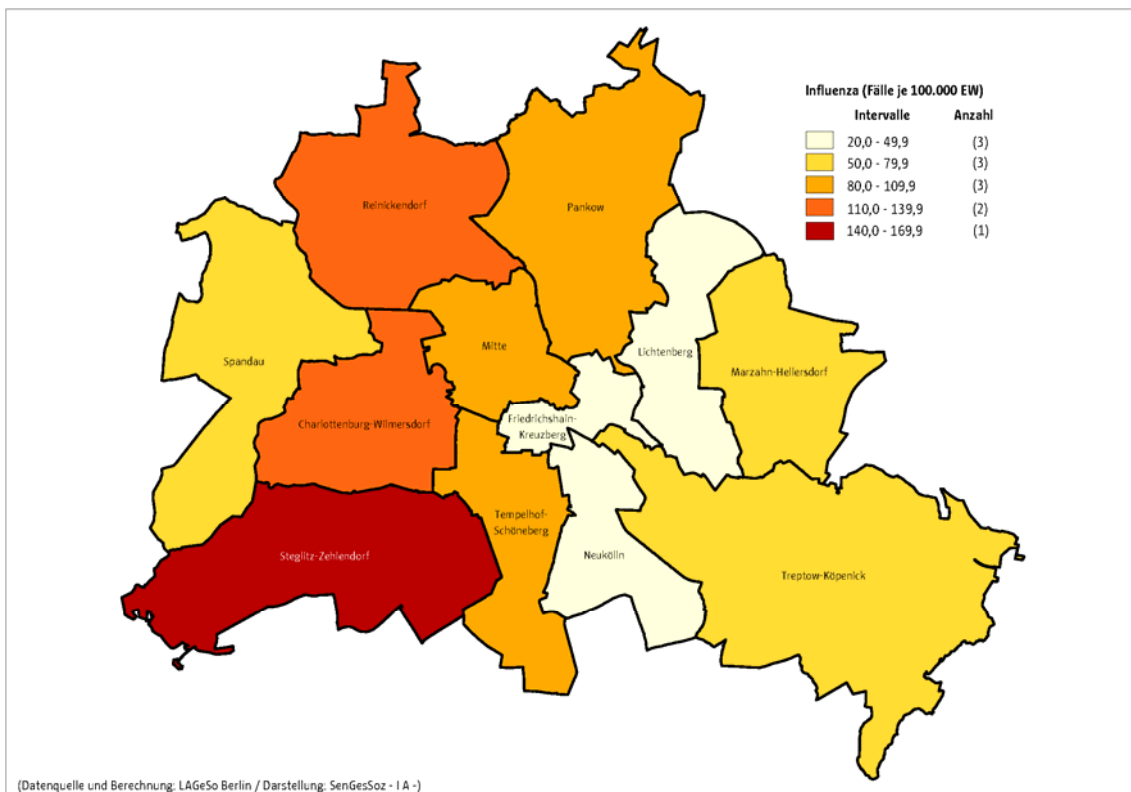 Influenza (Fälle je 100.000 EW)
Intervalle Anzahl
20,0 - 49,9 (3)
50,0 - 79,9 (3)
80,0 - 109,9 (3)
110,0 - 139,9 (2)
140,0 - 169,9 (1)
Reinickendorf
Pankow
Mitte
Lichtenberg
Spandau
Marzahn-Hellersdorf
Charlottenburg-Wilmersdorf
Friedrichshain-
Kreuzberg
Tempelhof-
Schöneberg
Steglitz-Zehlendorf
Neukölln
Treptow-Köpenick
(Datenquelle und Berechnung: LAGeSo Berlin / Darstellung: SenGesSoz - I A -)